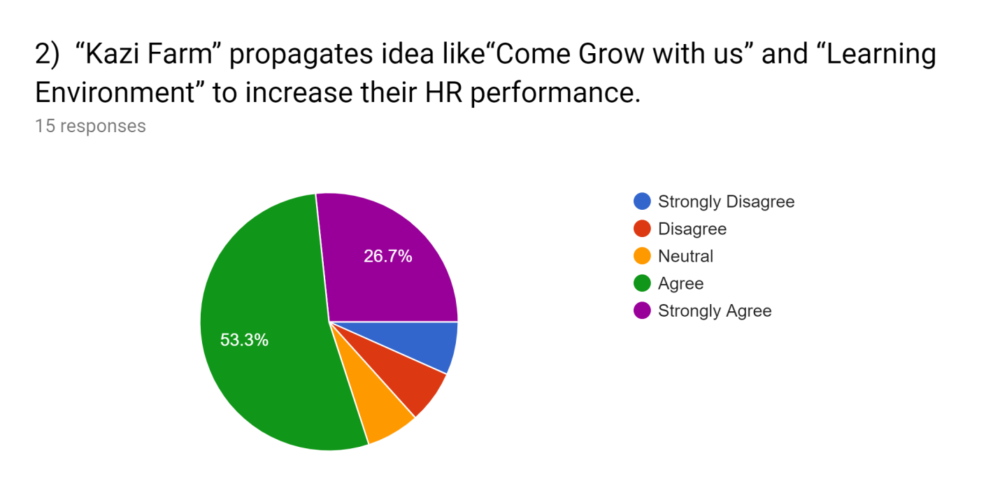 2) “Kazi Farm” propagates idea like“Come Grow with us” and “Learning
Environment” to increase their HR performance.
15 responses
26.7%
53.3%
Strongly Disagree
Disagree
Neutral
Agree
Strongly Agree